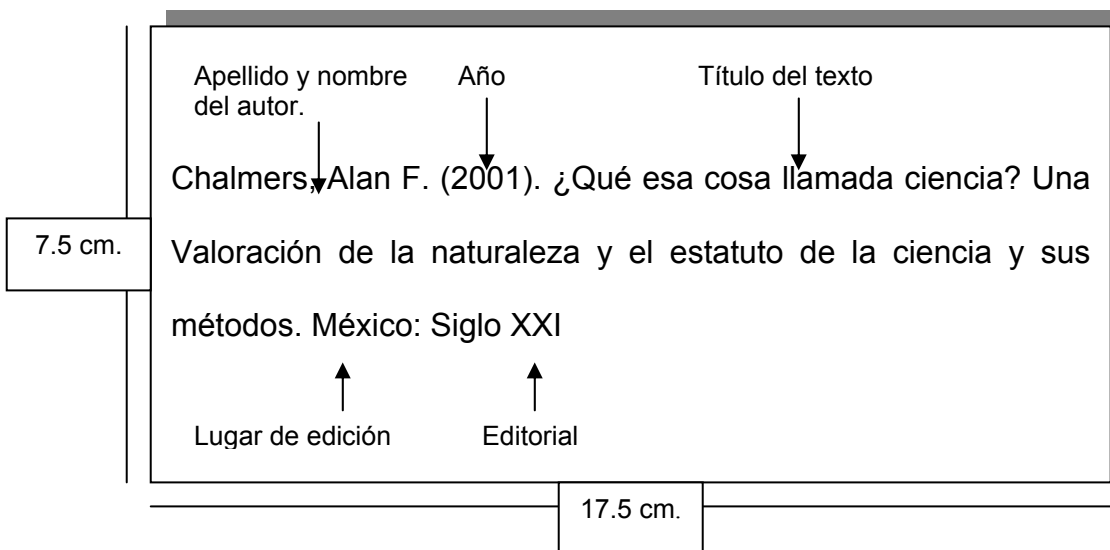 Apellido y nombre
del autor.
Año
Título del texto
Chalmers, Alan F. (2001). ¿Qué esa cosa llamada ciencia? Una
7.5 cm.
Valoración de la naturaleza y el estatuto de la ciencia y sus
métodos. México: Siglo XXI
Lugar de edición
Editorial
17.5 cm.